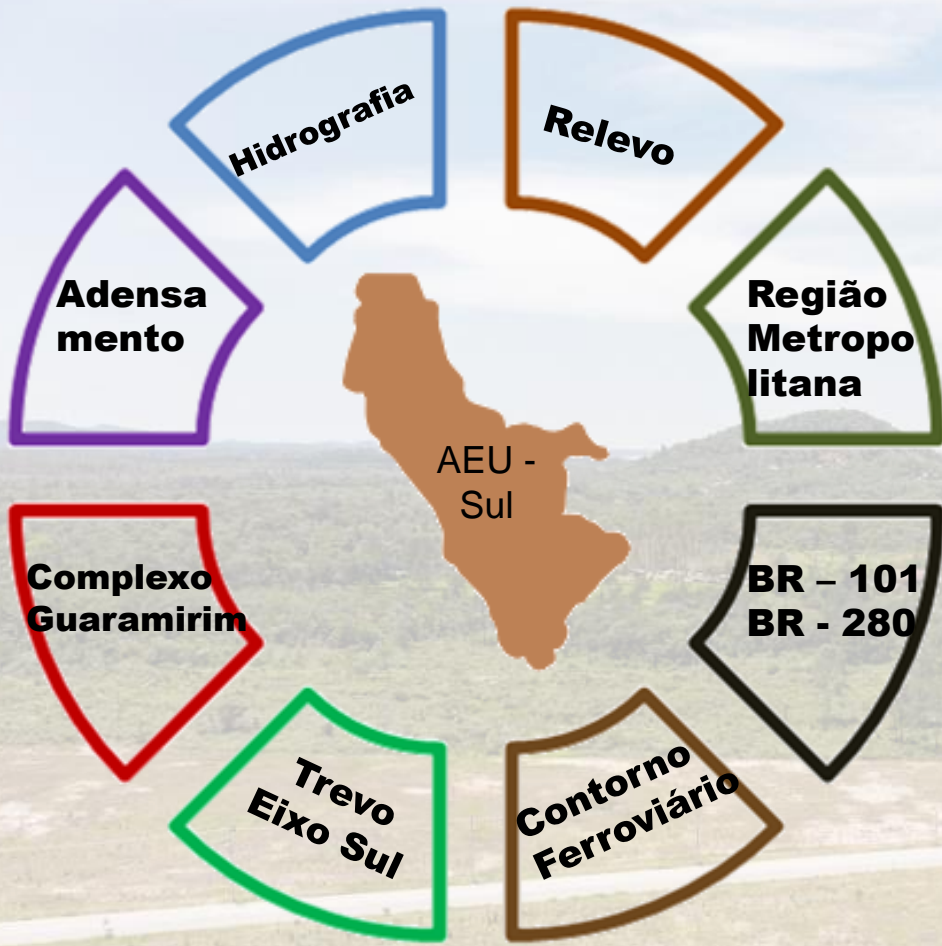 Hidrografia
Relevo
Adensa
mento
Região
Metropo
litana
AEU -
Sul
Complexo
Guaramirim
BR – 101
BR - 280
Trevo
Eixo Sul
Contorno
Ferroviário